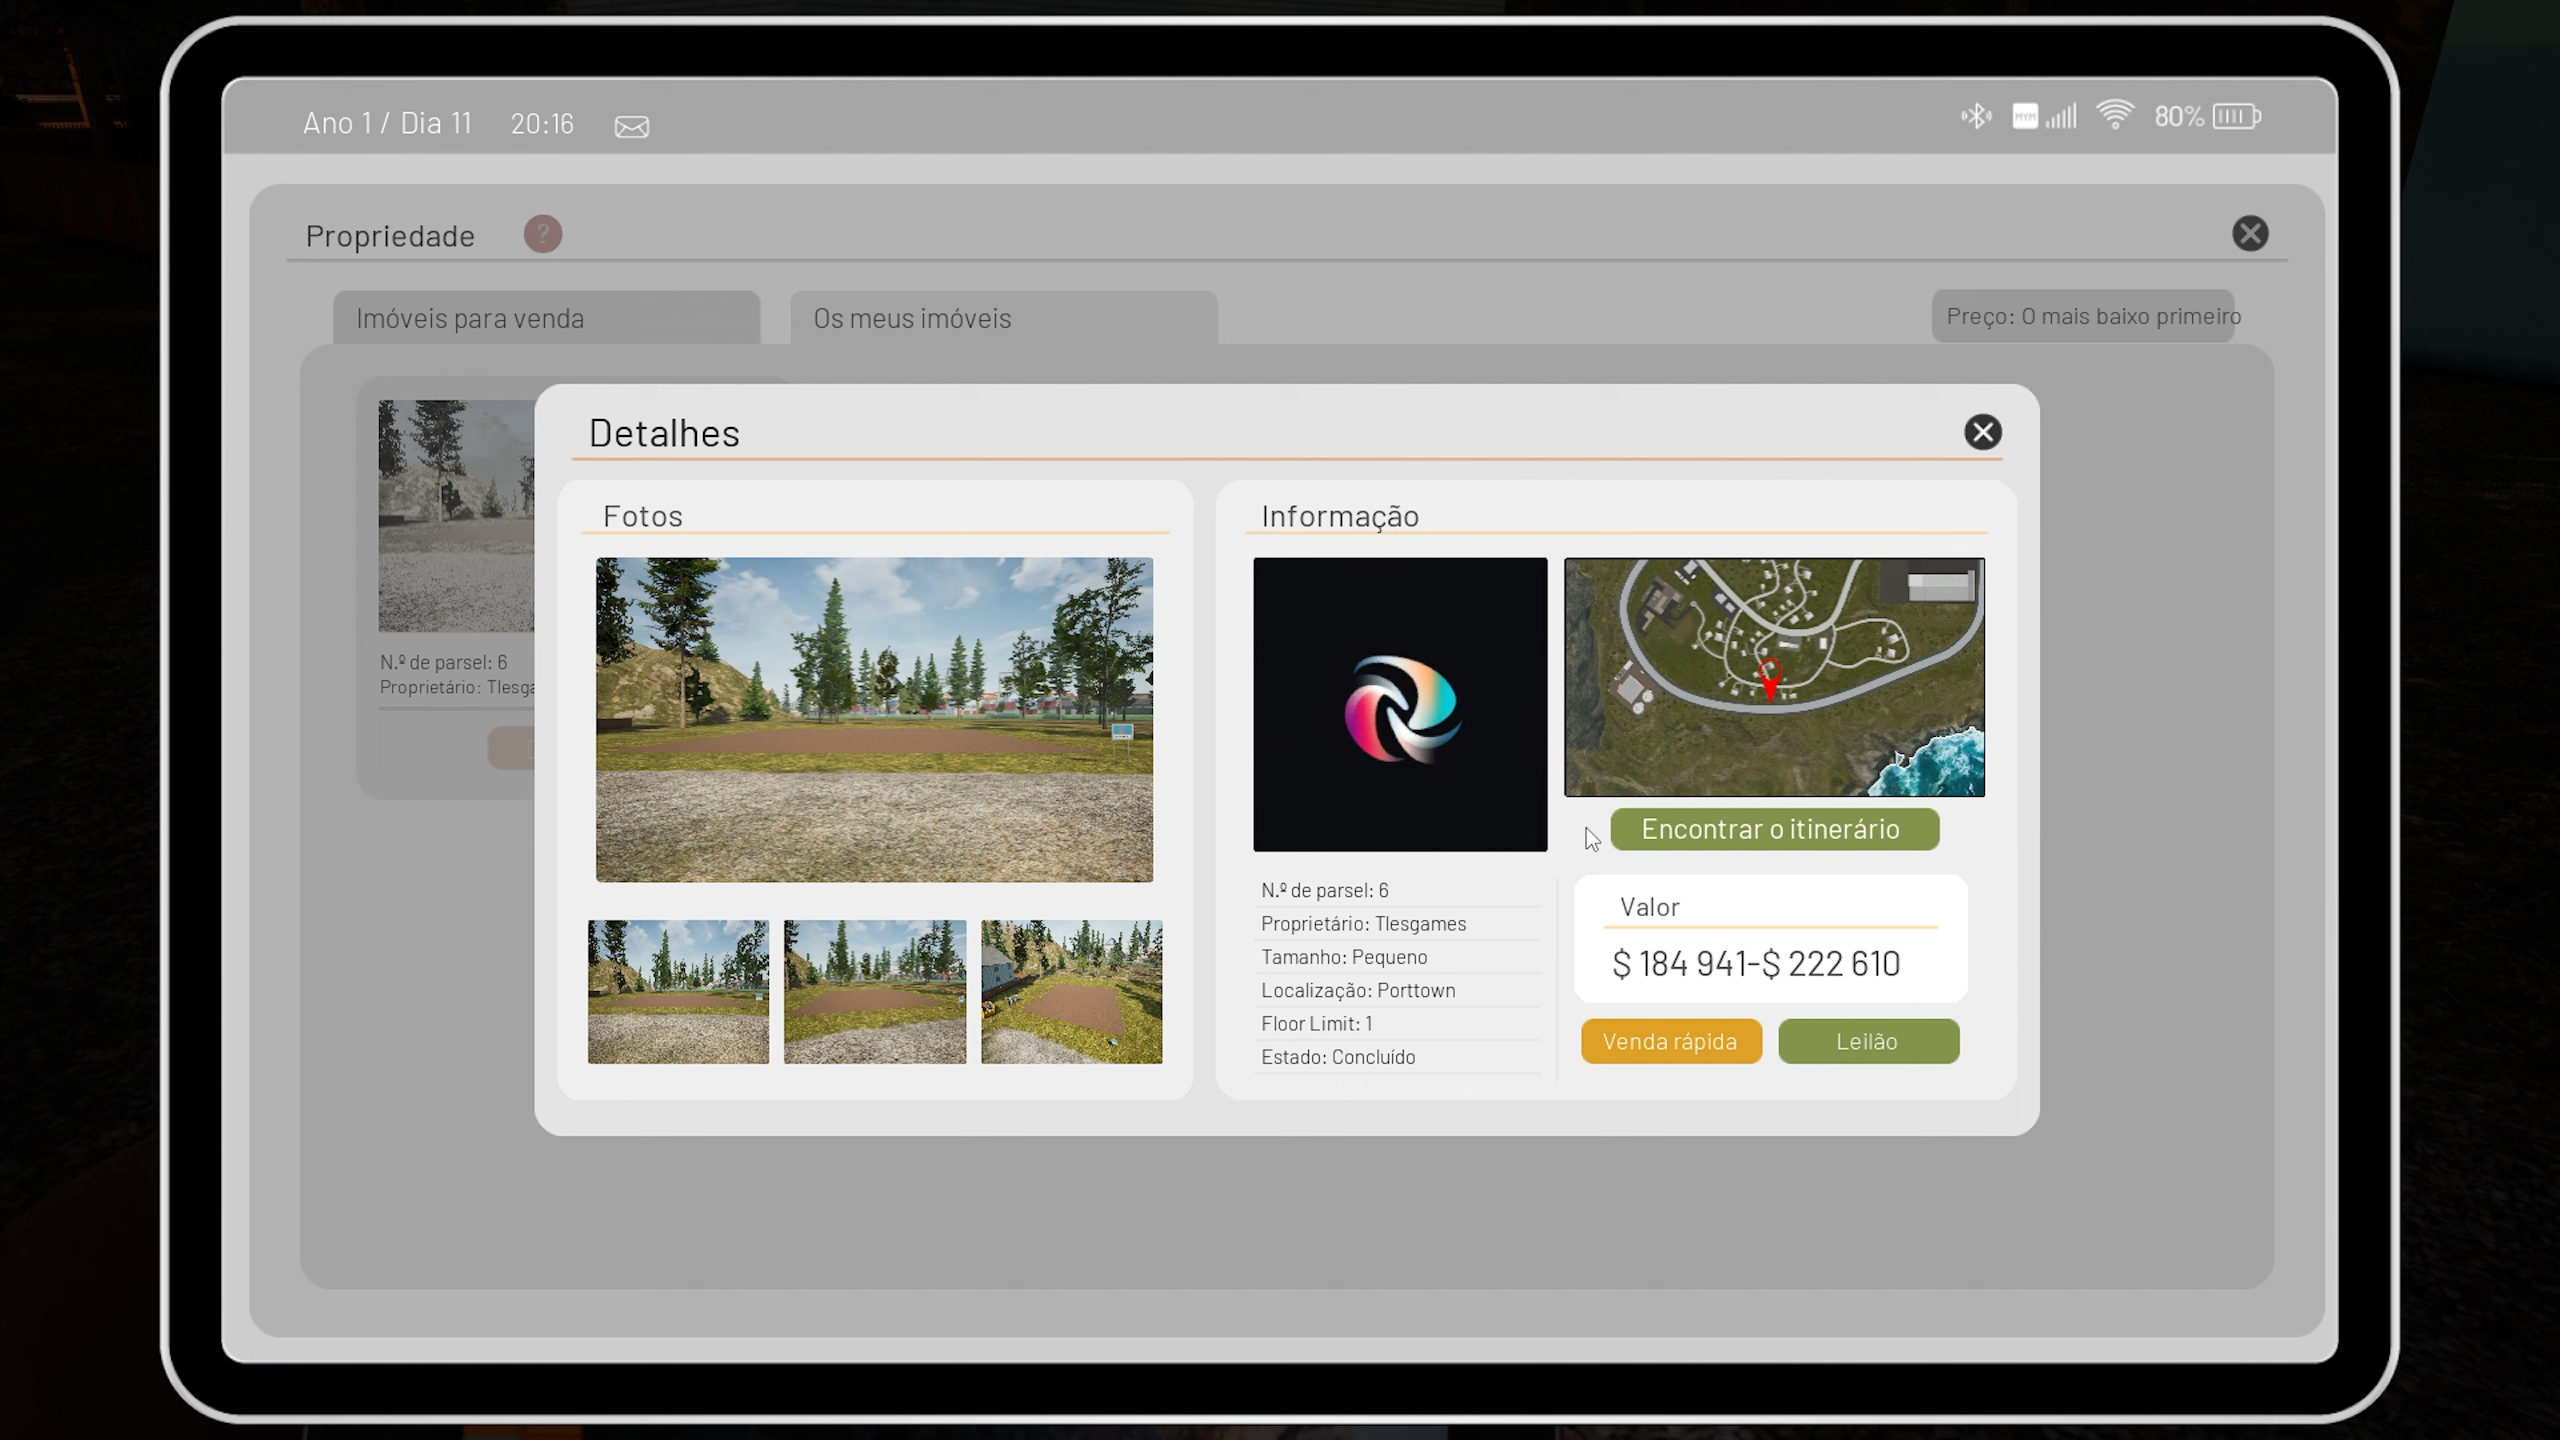 Ano 1 / Dia 11 20:16 MYM 80%
Propriedade ?
Imóveis para venda Os meus imóveis Preço: O mais baixo primeiro
N.º de parsel: 6
Proprietário: Tlesga
Detalhes
Fotos
Informação
Encontrar o itinerário
N.º de parsel: 6
Proprietário: Tlesgames
Tamanho: Pequeno
Localização: Porttown
Floor Limit: 1
Estado: Concluído
Valor
$ 184 941-$ 222 610
Venda rápida Leilão